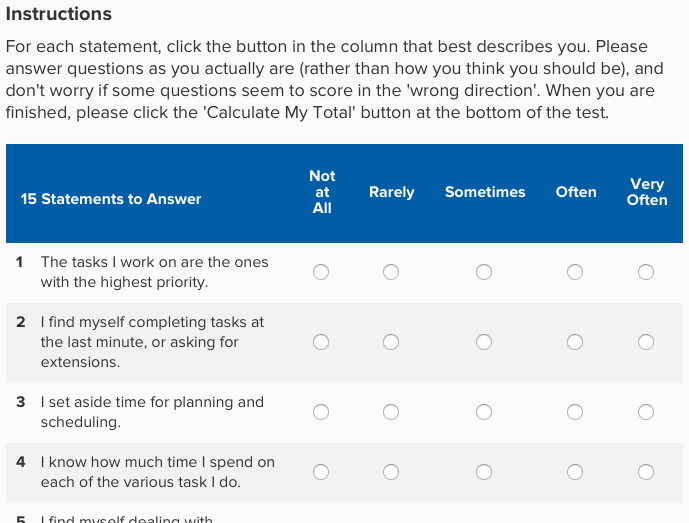 Instructions
For each statement, click the button in the column that best describes you. Please
answer questions as you actually are (rather than how you think you should be), and
don't worry if some questions seem to score in the 'wrong direction'. When you are
finished, please click the 'Calculate My Total' button at the bottom of the test.
15 Statements to Answer
Not
at
All
Rarely
Sometimes
Often
Very
Often
1 The tasks I work on are the ones
with the highest priority.
2 I find myself completing tasks at
the last minute, or asking for
extensions.
3 I set aside time for planning and
scheduling.
4 I know how much time I spend on
each of the various task I do.
5 I find myself dealing with